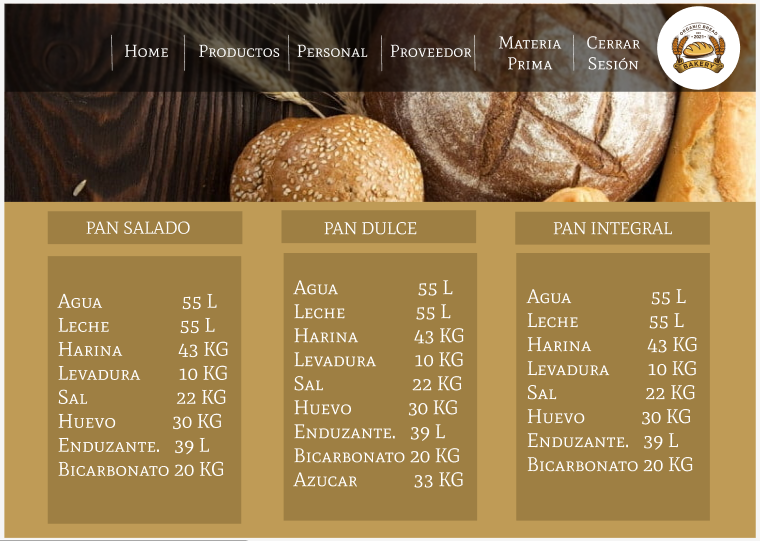 Home
Productos
Personal
Proveedor
Materia
Prima
Cerrar
Sesión
ORGANIC BREAD
2021
BAKERY
PAN SALADO
Agua 55 L
Leche 55 L
Harina 43 KG
Levadura 10 KG
Sal 22 KG
Huevo 30 KG
Enduzante. 39 L
Bicarbonato 20 KG
PAN DULCE
Agua 55 L
Leche 55 L
Harina 43 KG
Levadura 10 KG
Sal 22 KG
Huevo 30 KG
Enduzante. 39 L
Bicarbonato 20 KG
Azucar 33 KG
PAN INTEGRAL
Agua 55 L
Leche 55 L
Harina 43 KG
Levadura 10 KG
Sal 22 KG
Huevo 30 KG
Enduzante. 39 L
Bicarbonato 20 KG